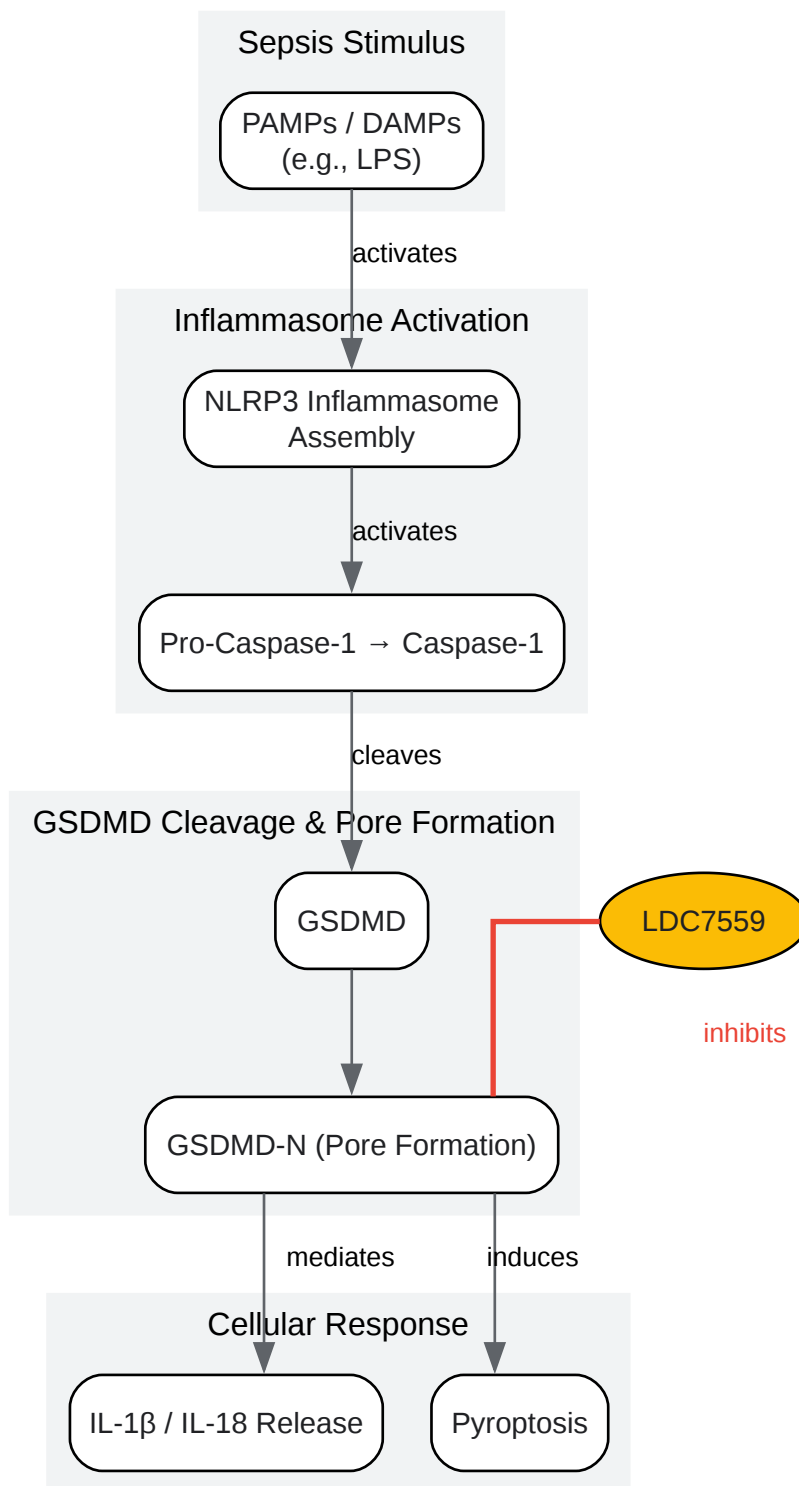 Sepsis Stimulus
PAMPs / DAMPs
(e.g., LPS)
activates
Inflammasome Activation
NLRP3 Inflammasome
Assembly
activates
Pro-Caspase-1 → Caspase-1
cleaves
GSDMD Cleavage & Pore Formation
GSDMD
LDC7559
inhibits
GSDMD-N (Pore Formation)
mediates
induces
Cellular Response
IL-1β / IL-18 Release
Pyroptosis